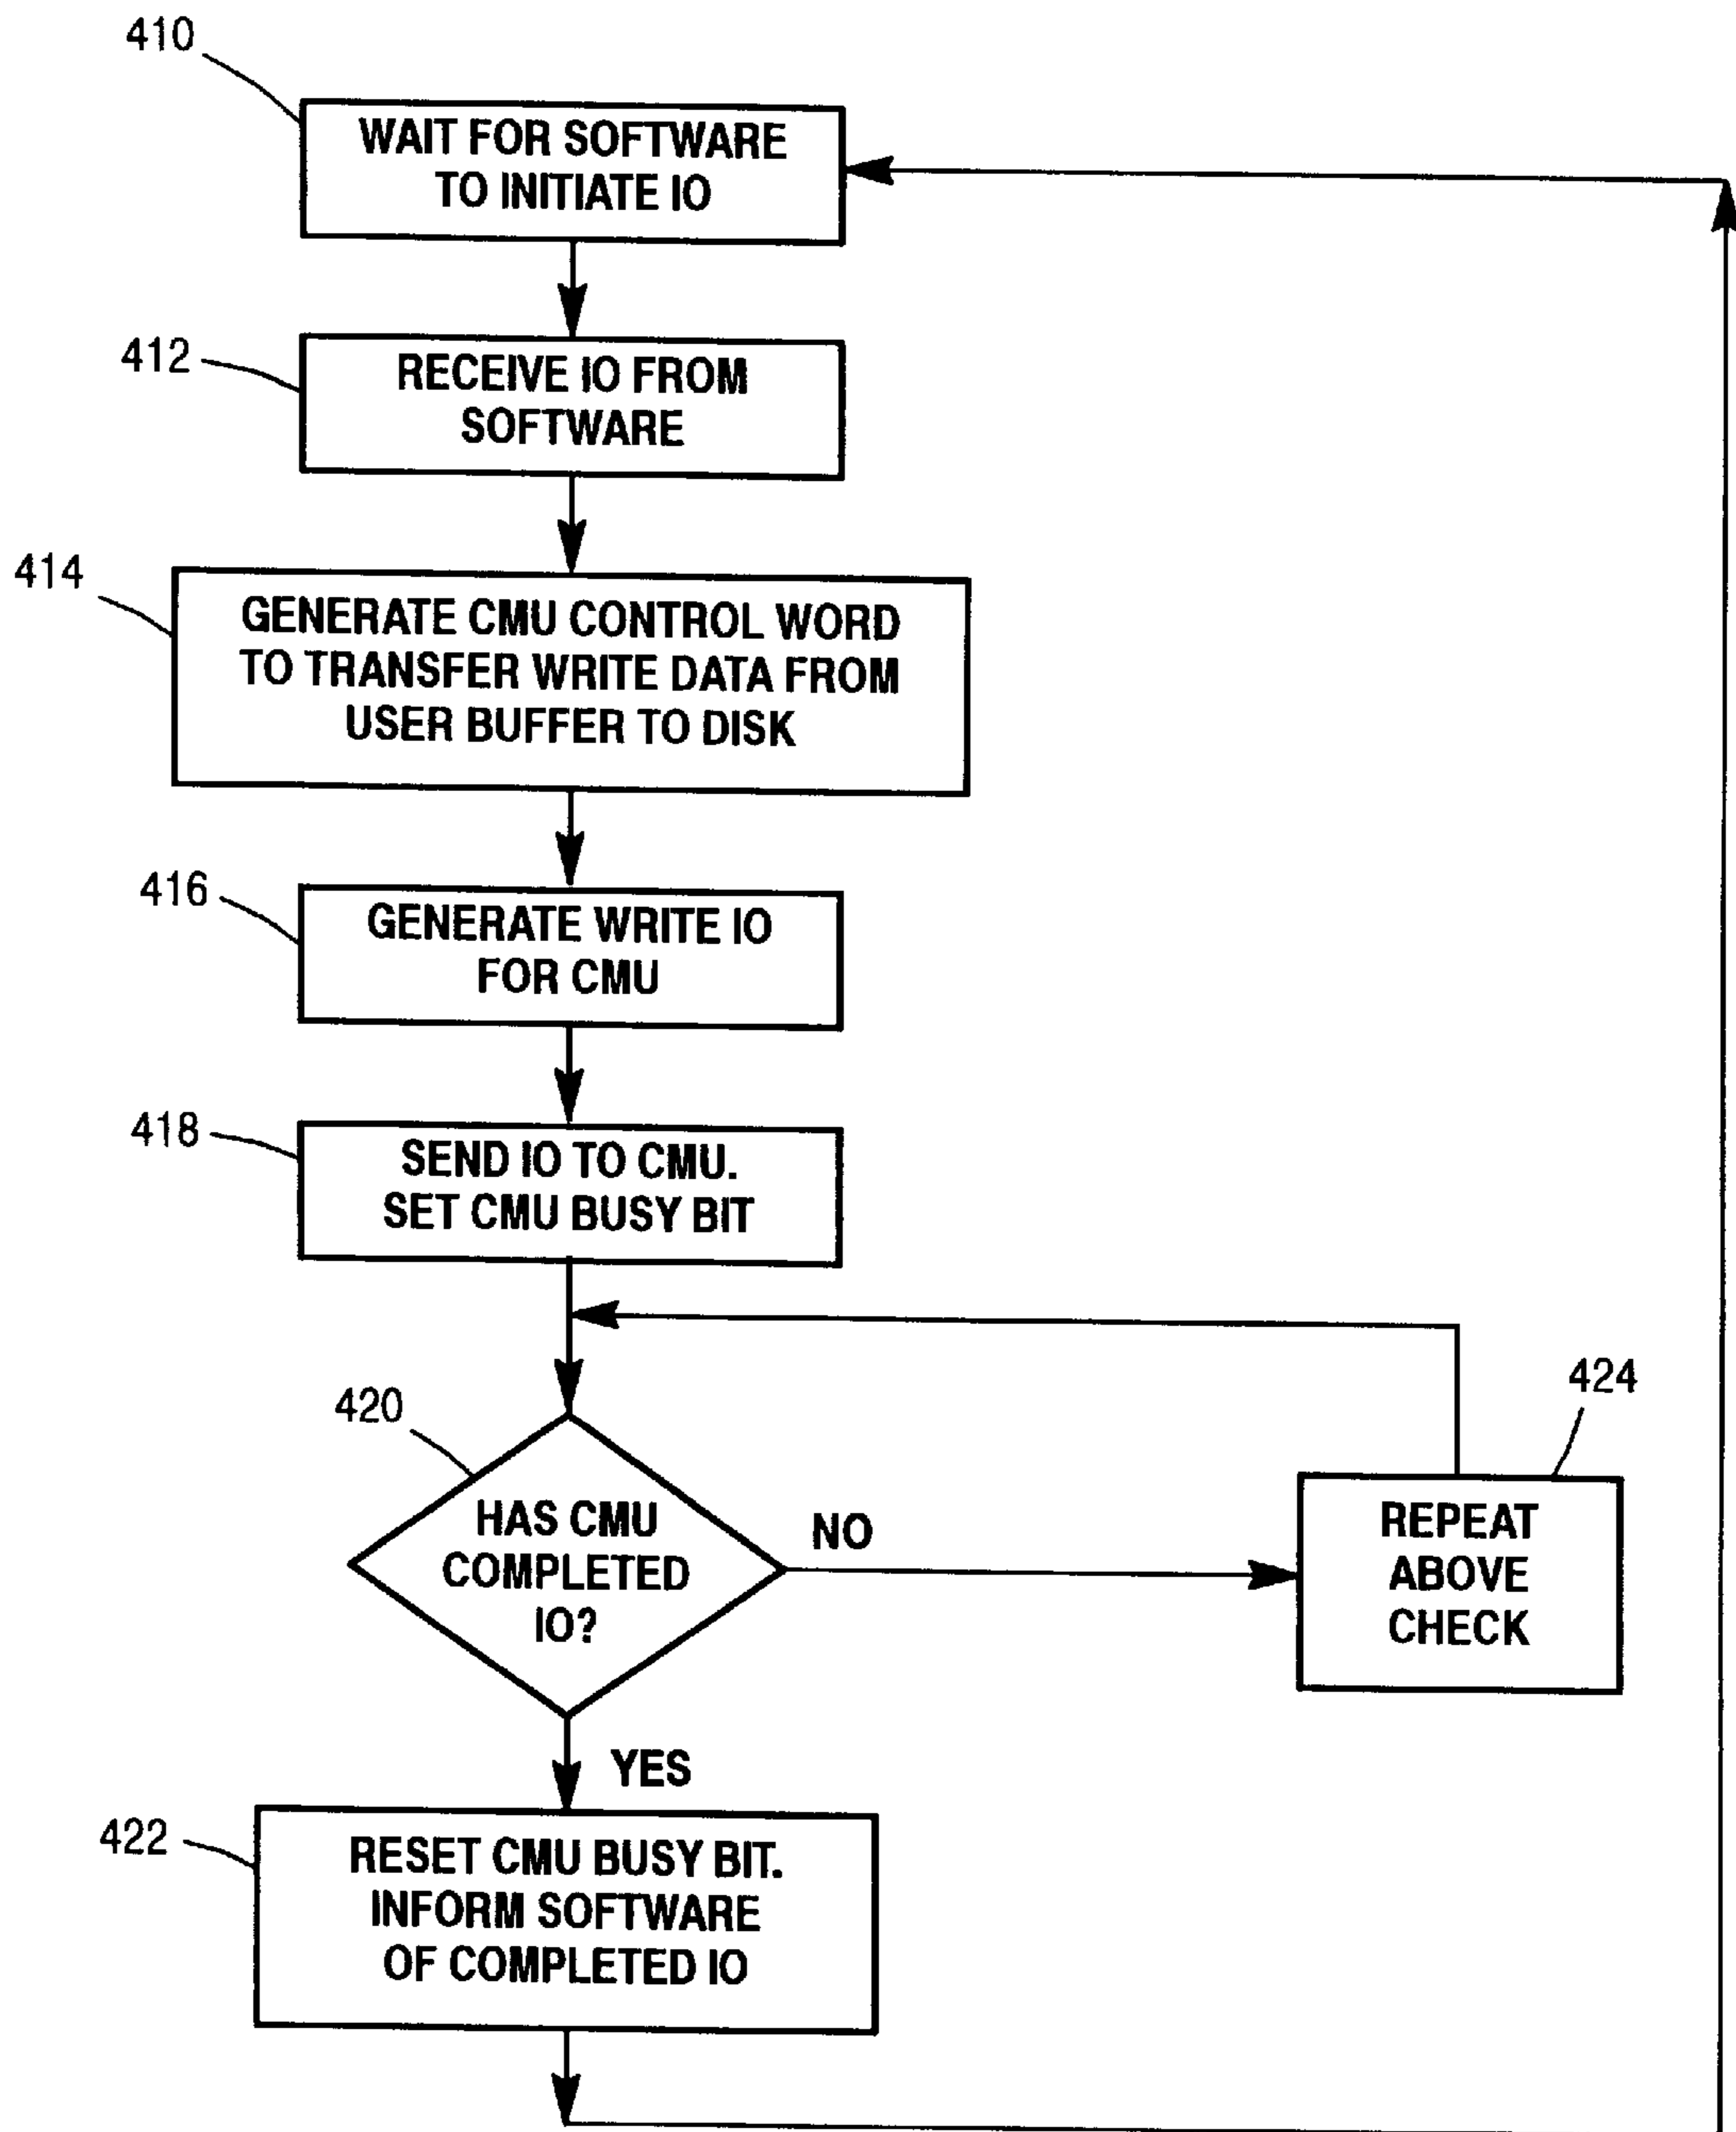 410
WAIT FOR SOFTWARE
TO INITIATE IO
412
RECEIVE IO FROM
SOFTWARE
414
GENERATE CMU CONTROL WORD
TO TRANSFER WRITE DATA FROM
USER BUFFER TO DISK
416
GENERATE WRITE IO
FOR CMU
418
SEND IO TO CMU.
SET CMU BUSY BIT
420
HAS CMU
COMPLETED
IO?
NO
424
REPEAT
ABOVE
CHECK
YES
422
RESET CMU BUSY BIT.
INFORM SOFTWARE
OF COMPLETED IO